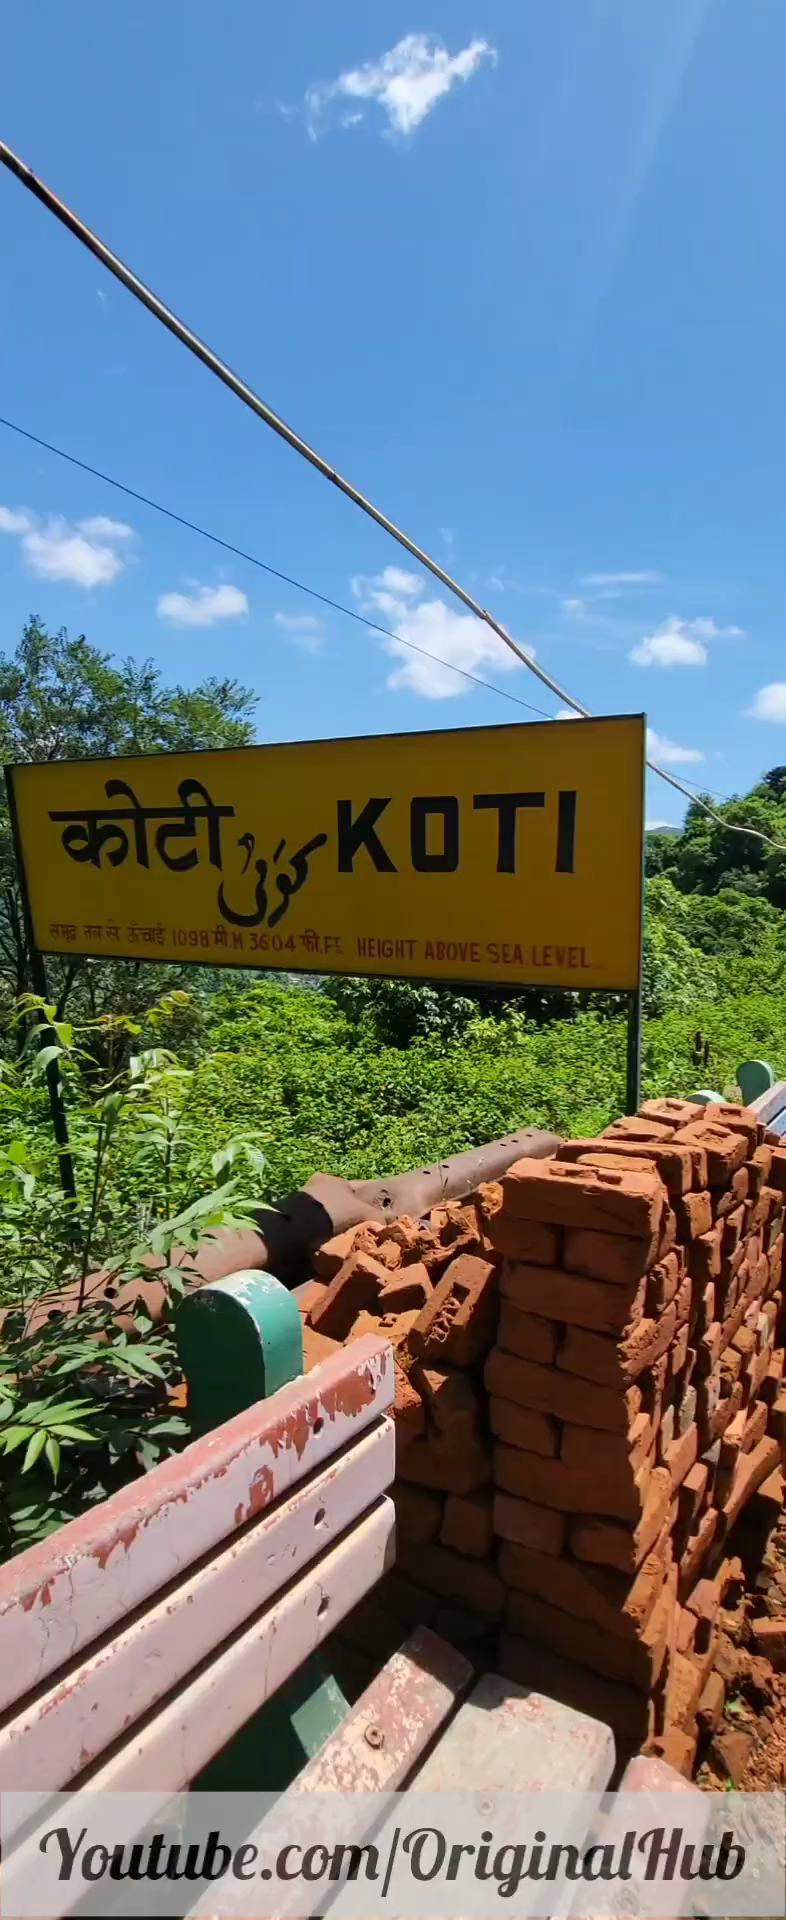 कोटी کوٹی KOTI
समुद्र तल से ऊँचाई 1098 मी.M 3604 फी.FT. HEIGHT ABOVE SEA LEVEL
Youtube.com/OriginalHub